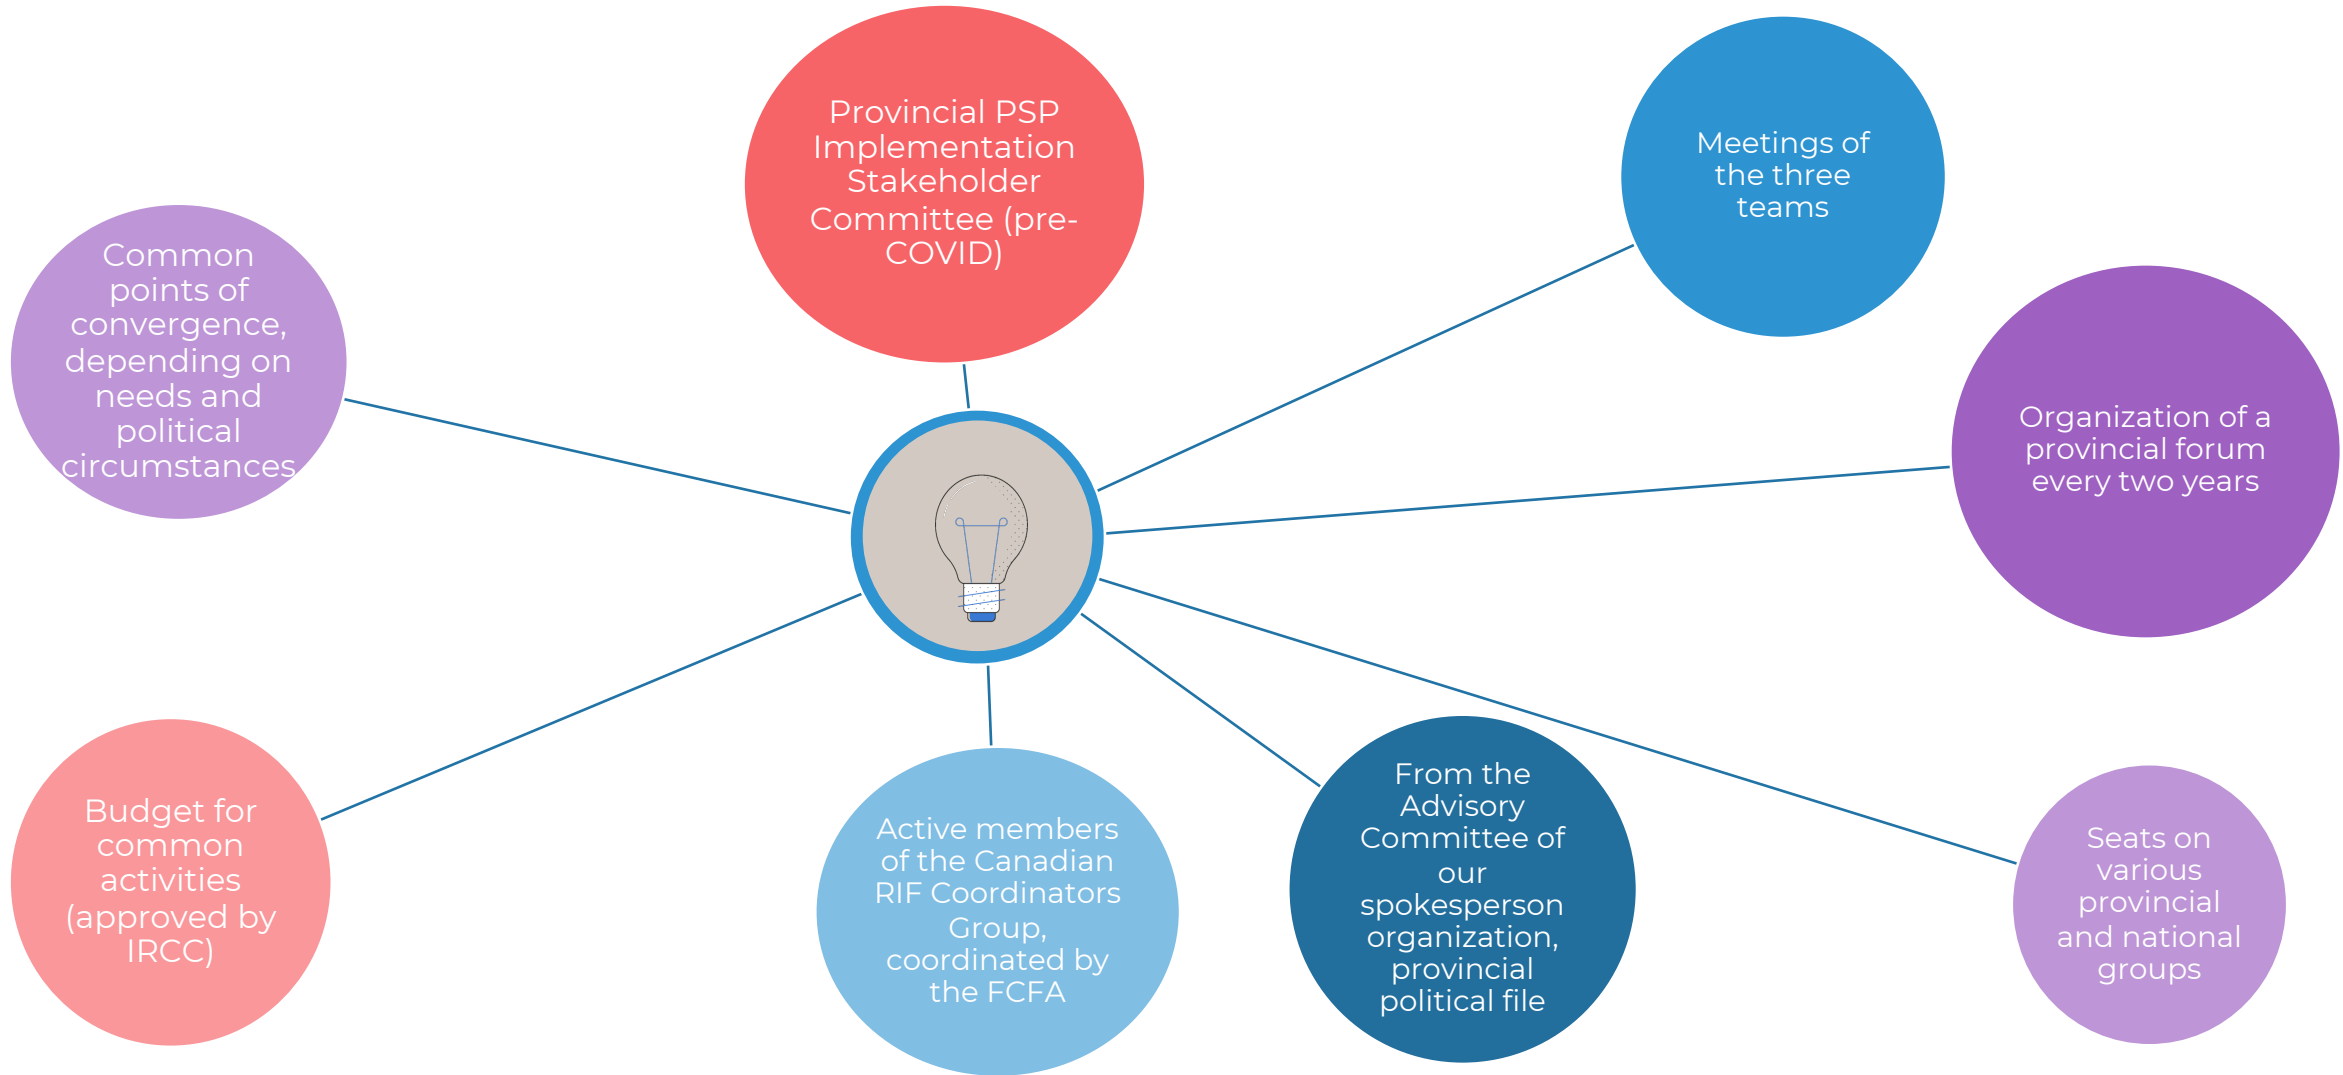 Provincial PSP
Implementation
Stakeholder
Committee (pre-
COVID)
Meetings of
the three
teams
Common
points of
convergence,
depending on
needs and
political
circumstances
Organization of a
provincial forum
every two years
Budget for
common
activities
(approved by
IRCC)
Active members
of the Canadian
RIF Coordinators
Group,
coordinated by
the FCFA
From the
Advisory
Committee of
our
spokesperson
organization,
provincial
political file
Seats on
various
provincial
and national
groups